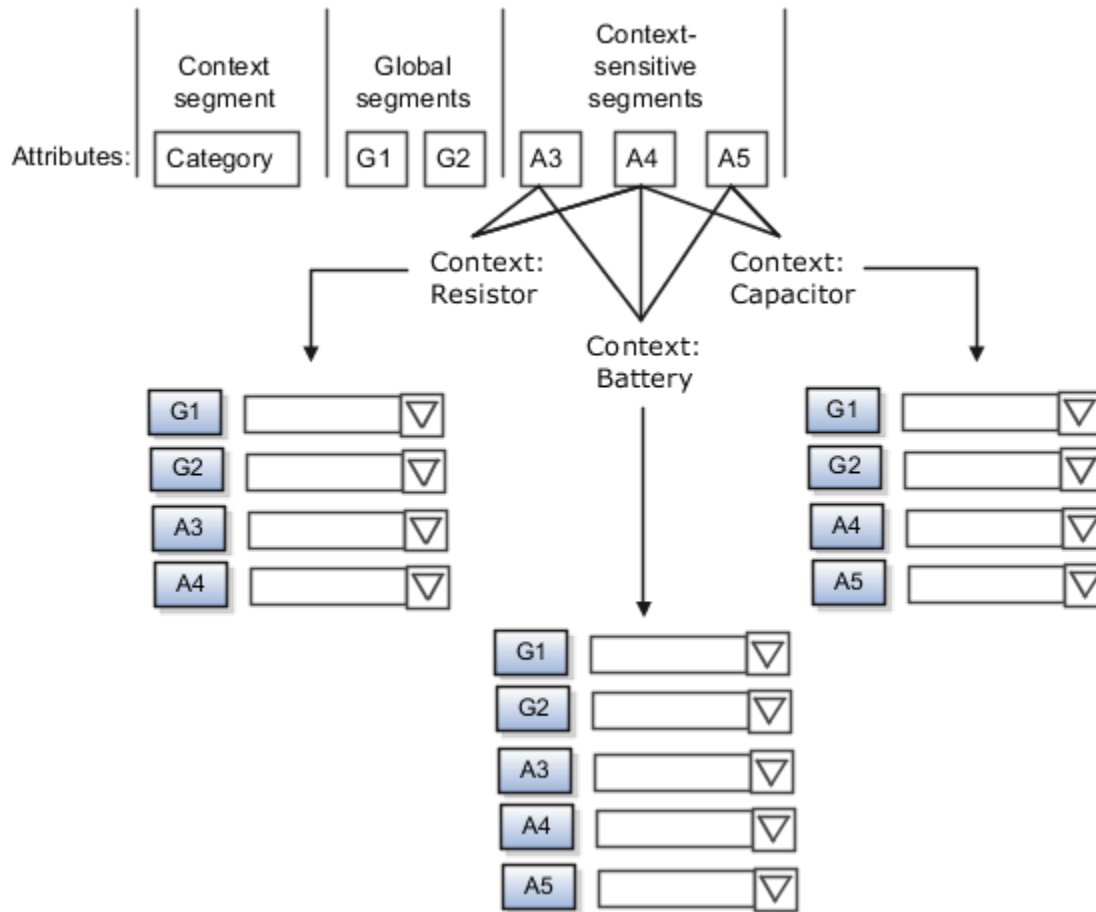 Context
segment
Global
segments
Context-
sensitive
segments
Attributes:
Category
G1
G2
A3
A4
A5
Context:
Resistor
Context:
Capacitor
Context:
Battery
G1
G2
A3
A4
G1
G2
A4
A5
G1
G2
A3
A4
A5